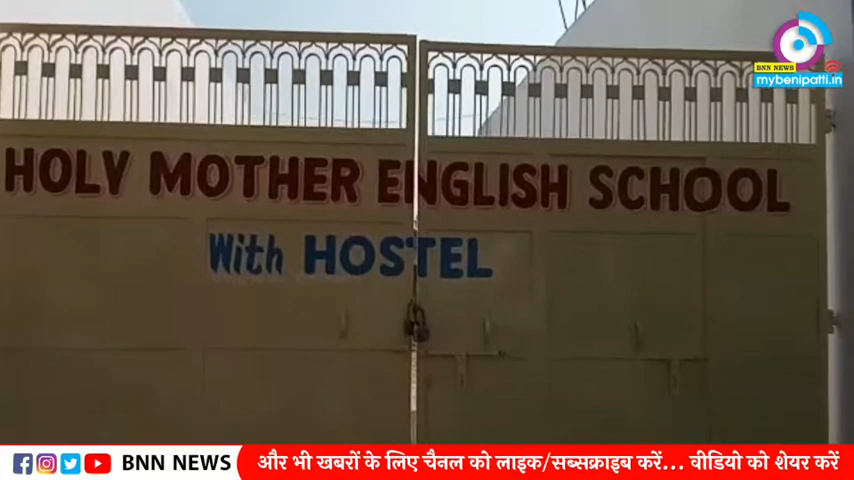 BNN NEWS
mybenipatti.in
HOLY MOTHER ENGLISH SCHOOL
With HOSTEL
BNN NEWS
और भी खबरों के लिए चैनल को लाइक/सब्सक्राइब करें... वीडियो को शेयर करें